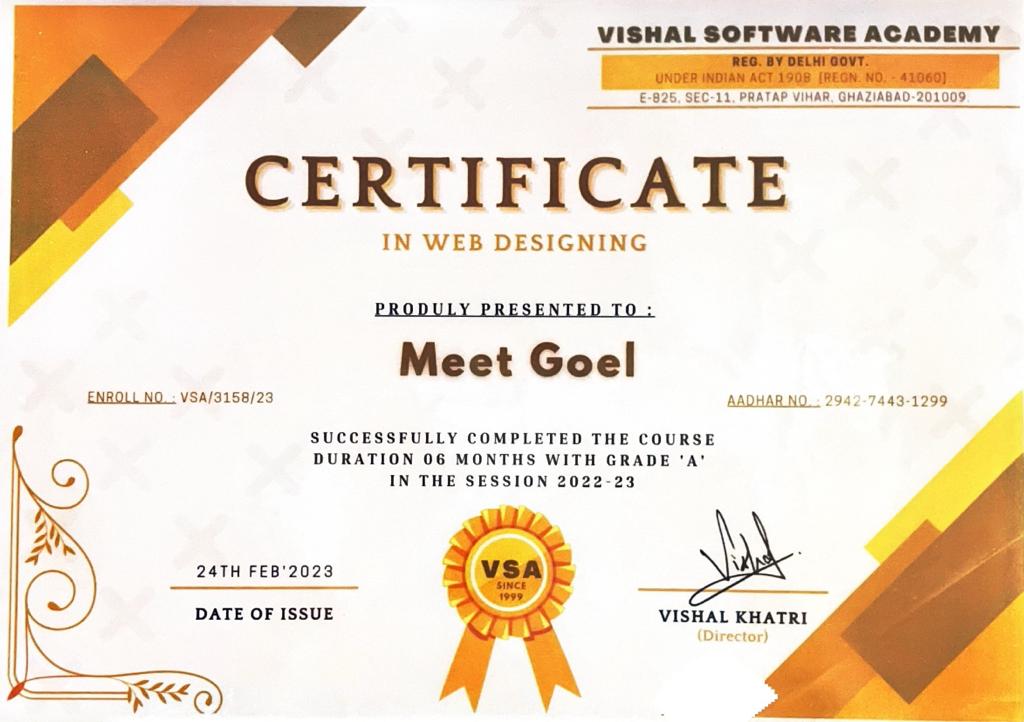 VISHAL SOFTWARE ACADEMY
REG. BY DELHI GOVT.
UNDER INDIAN ACT 1908 [REGN. NO. - 41060]
E-825, SEC-11, PRATAP VIHAR, GHAZIABAD-201009.
CERTIFICATE
IN WEB DESIGNING
PRODULY PRESENTED TO :
Meet Goel
ENROLL NO. : VSA/3158/23
AADHAR NO. : 2942-7443-1299
SUCCESSFULLY COMPLETED THE COURSE
DURATION 06 MONTHS WITH GRADE 'A'
IN THE SESSION 2022-23
24TH FEB'2023
DATE OF ISSUE
VSA
SINCE
1999
Vishal
VISHAL KHATRI
(Director)